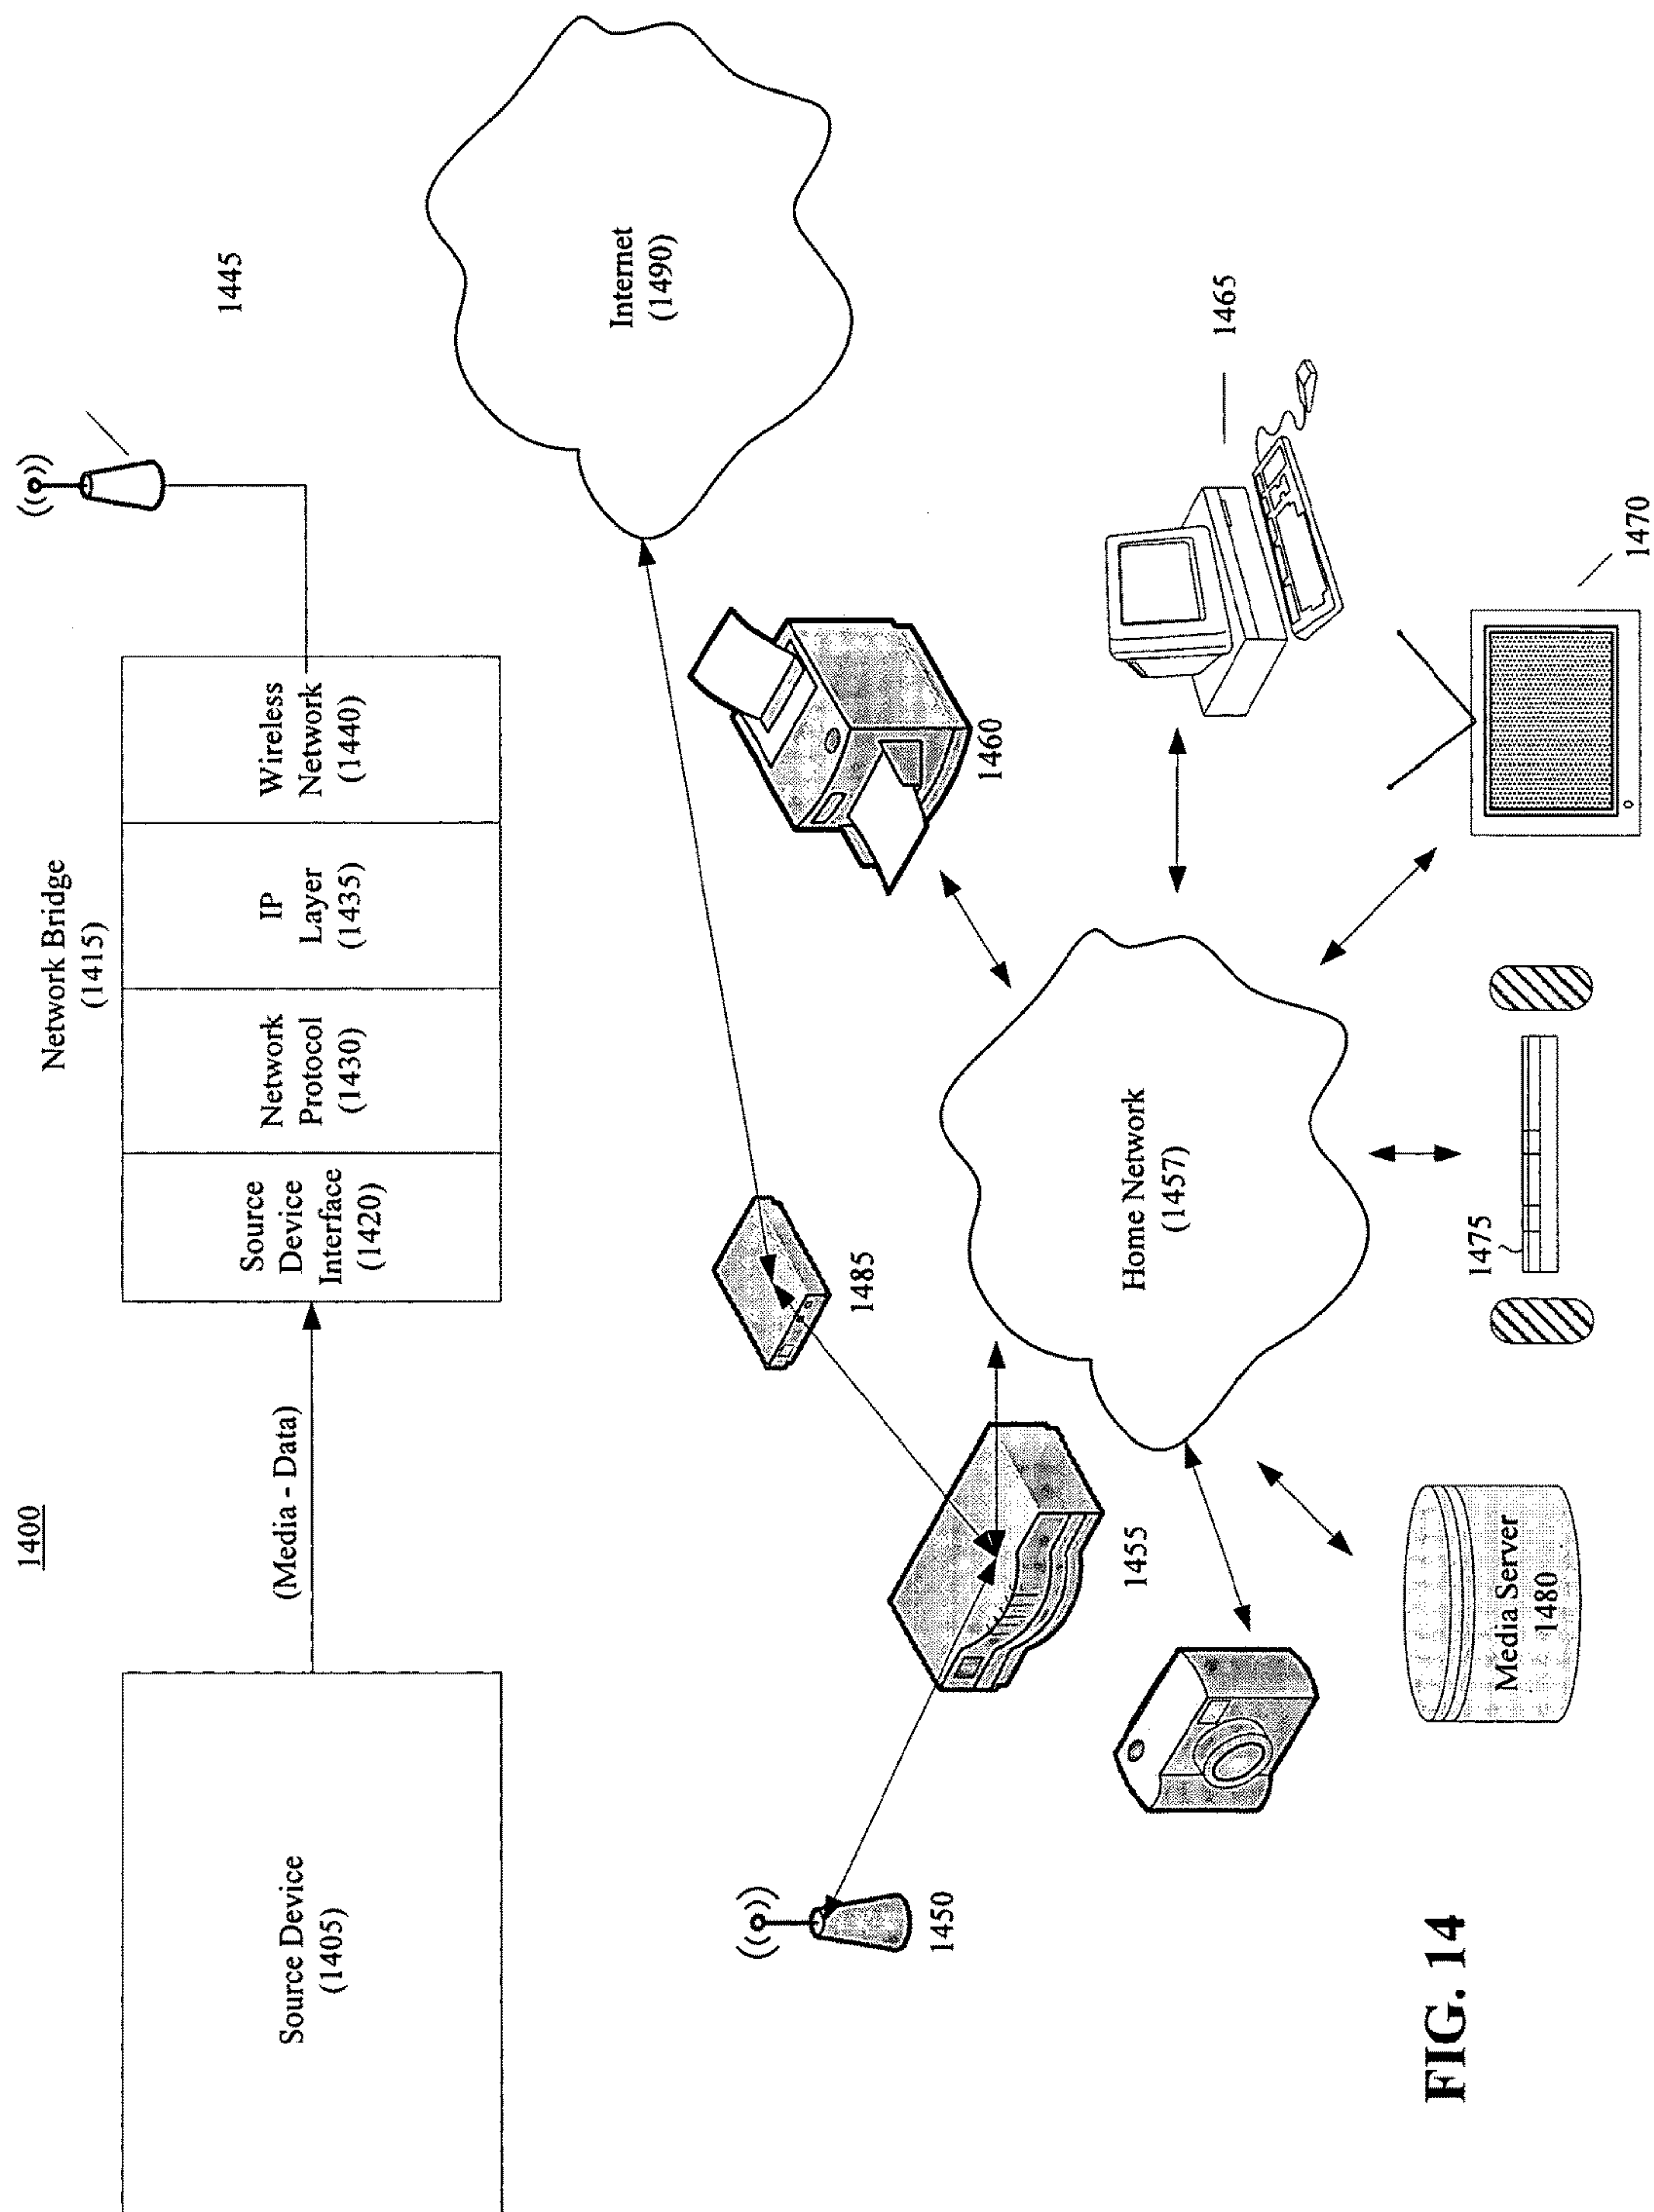 1400
Network Bridge
(1415)
1445
Source Device
(1405)
(Media - Data)
Source
Device
Interface
(1420)
Network
Protocol
(1430)
IP
Layer
(1435)
Wireless
Network
(1440)
Internet
(1490)
1450
1485
1455
1460
Home Network
(1457)
1465
Media Server
1480
1475
1470
FIG. 14